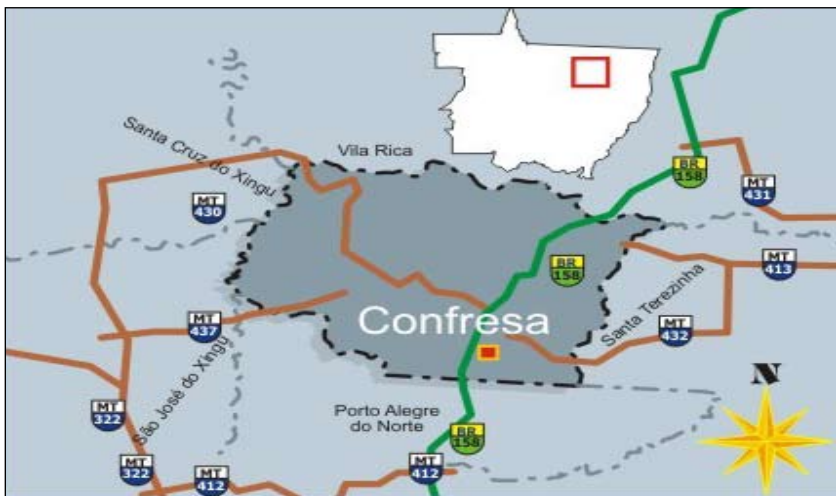 Santa Cruz do Xingu
Vila Rica
BR
158
MT
431
MT
430
BR
158
MT
413
Santa Terezinha
Confresa
MT
437
MT
432
São José do Xingu
MT
322
Porto Alegre
do Norte
BR
158
N
MT
322
MT
412
MT
412